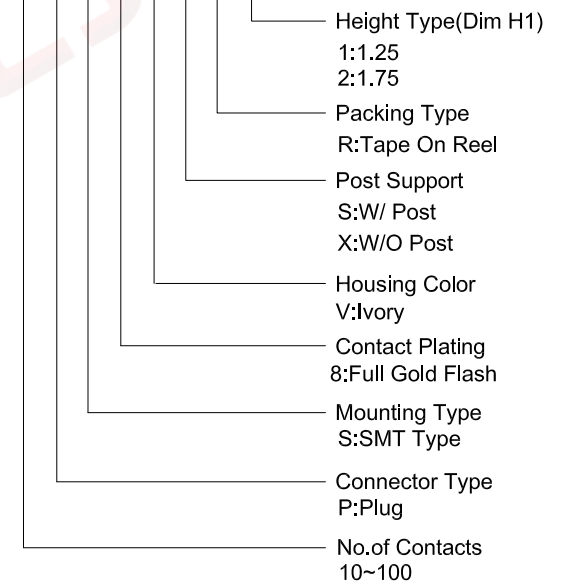 Height Type(Dim H1)
1:1.25
2:1.75
Packing Type
R:Tape On Reel
Post Support
S:W/ Post
X:W/O Post
Housing Color
V:Ivory
Contact Plating
8:Full Gold Flash
Mounting Type
S:SMT Type
Connector Type
P:Plug
No.of Contacts
10~100